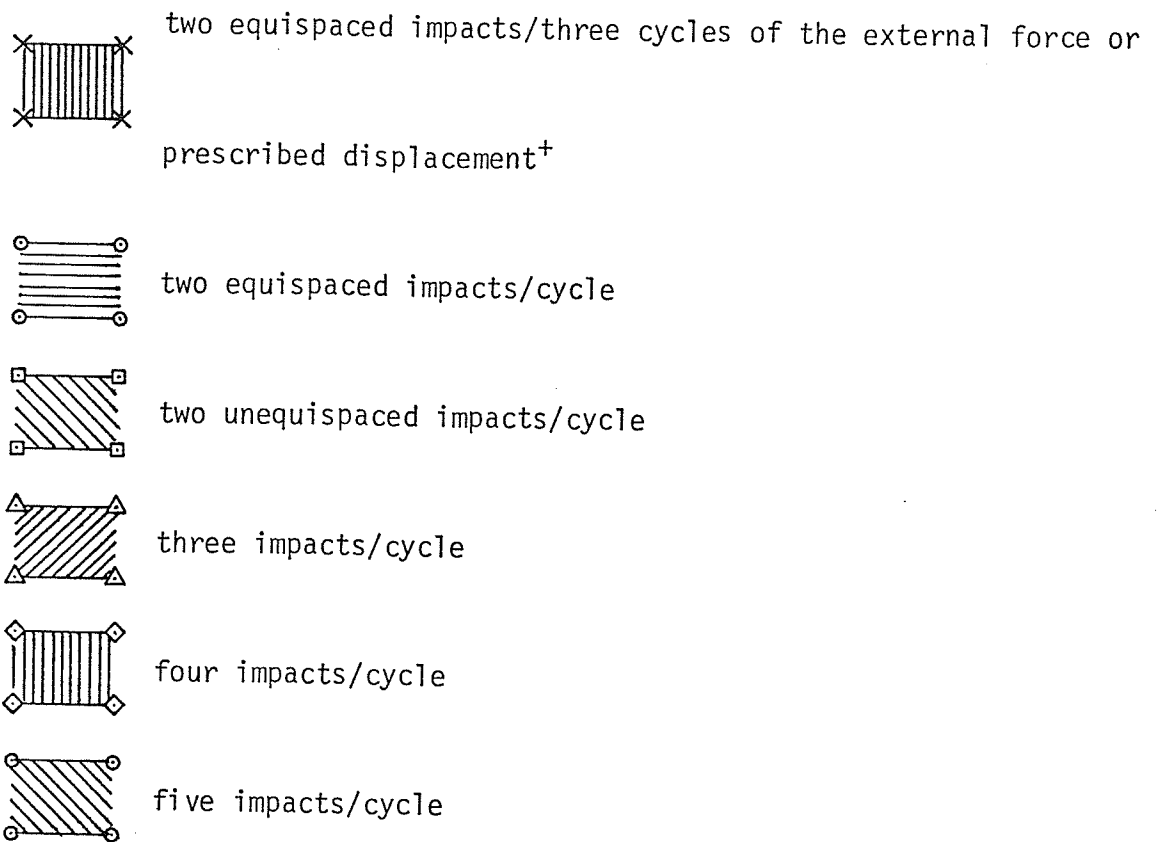 two equispaced impacts/three cycles of the external force or
prescribed displacement+
two equispaced impacts/cycle
two unequispaced impacts/cycle
three impacts/cycle
four impacts/cycle
five impacts/cycle